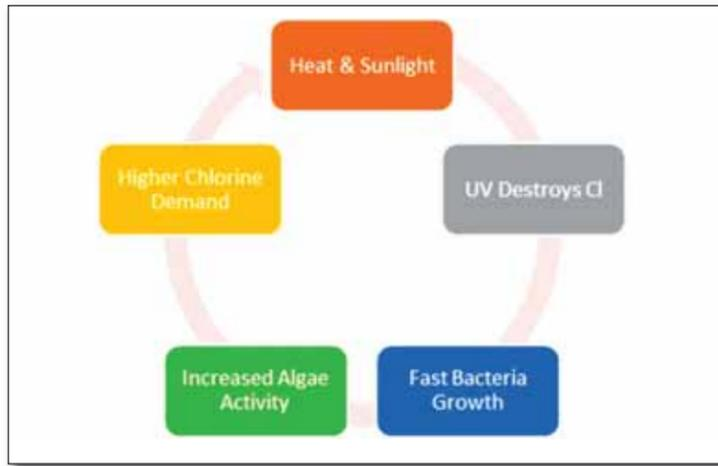 Heat & Sunlight
UV Destroys Cl
Fast Bacteria
Growth
Increased Algae
Activity
Higher Chlorine
Demand